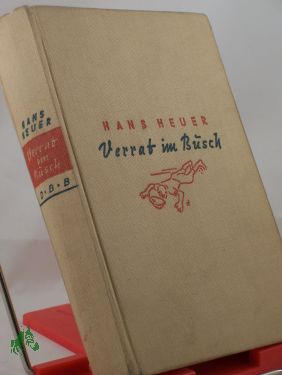 HANS HEUER
Verrat im Busch
HANS
HEUER
Verrat
im
Busch